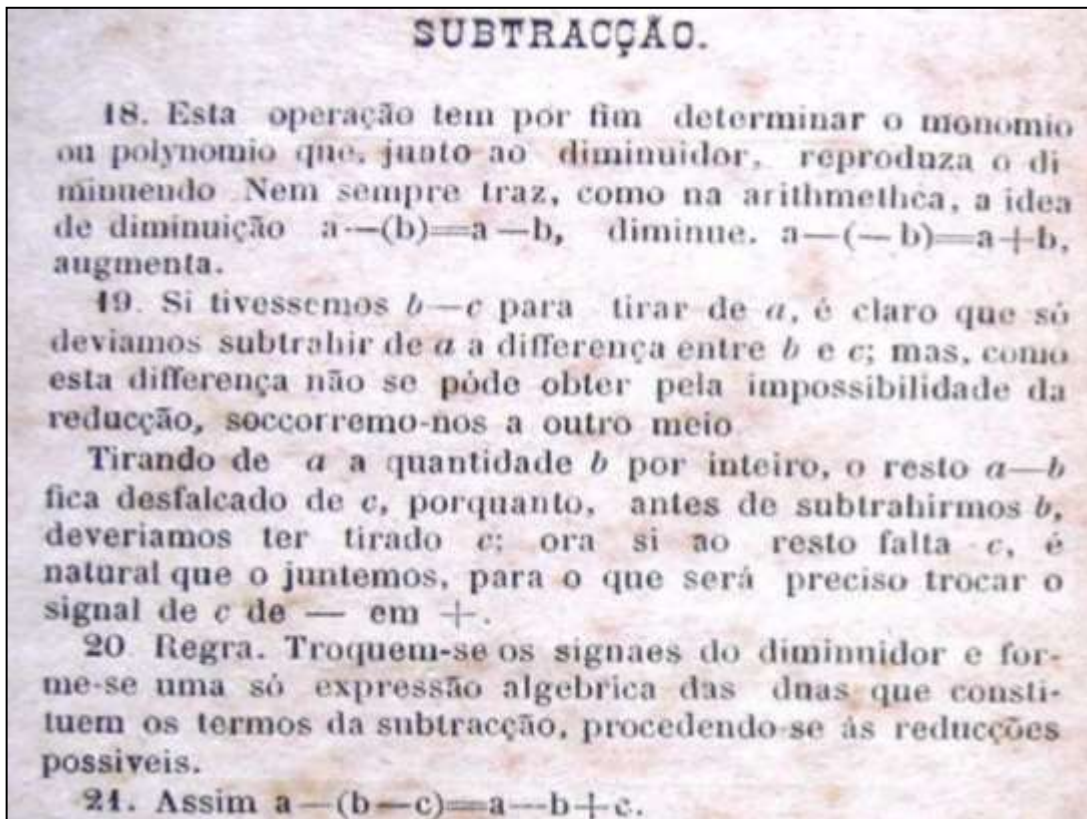 SUBTRACÇÃO.
18. Esta operação tem por fim determinar o monomio
ou polynomio que, junto ao diminuidor, reproduza o di
minuendo Nem sempre traz, como na arithmethca, a idea
de diminuição a—(b)=a—b, diminue. a—(—b)=a+b,
augmenta.
19. Si tivessemos b—c para tirar de a, é claro que só
deviamos subtrahir de a a differença entre b e c; mas, como
esta differença não se póde obter pela impossibilidade da
reducção, soccorremo-nos a outro meio
Tirando de a a quantidade b por inteiro, o resto a—b
fica desfalcado de c, porquanto, antes de subtrahirmos b,
deveriamos ter tirado c; ora si ao resto falta c, é
natural que o juntemos, para o que será preciso trocar o
signal de c de — em +.
20 Regra. Troquem-se os signaes do diminuidor e for-
me-se uma só expressão algebrica das duas que consti-
tuem os termos da subtracção, procedendo-se ás reducções
possiveis.
21. Assim a—(b—c)=a—b+c.